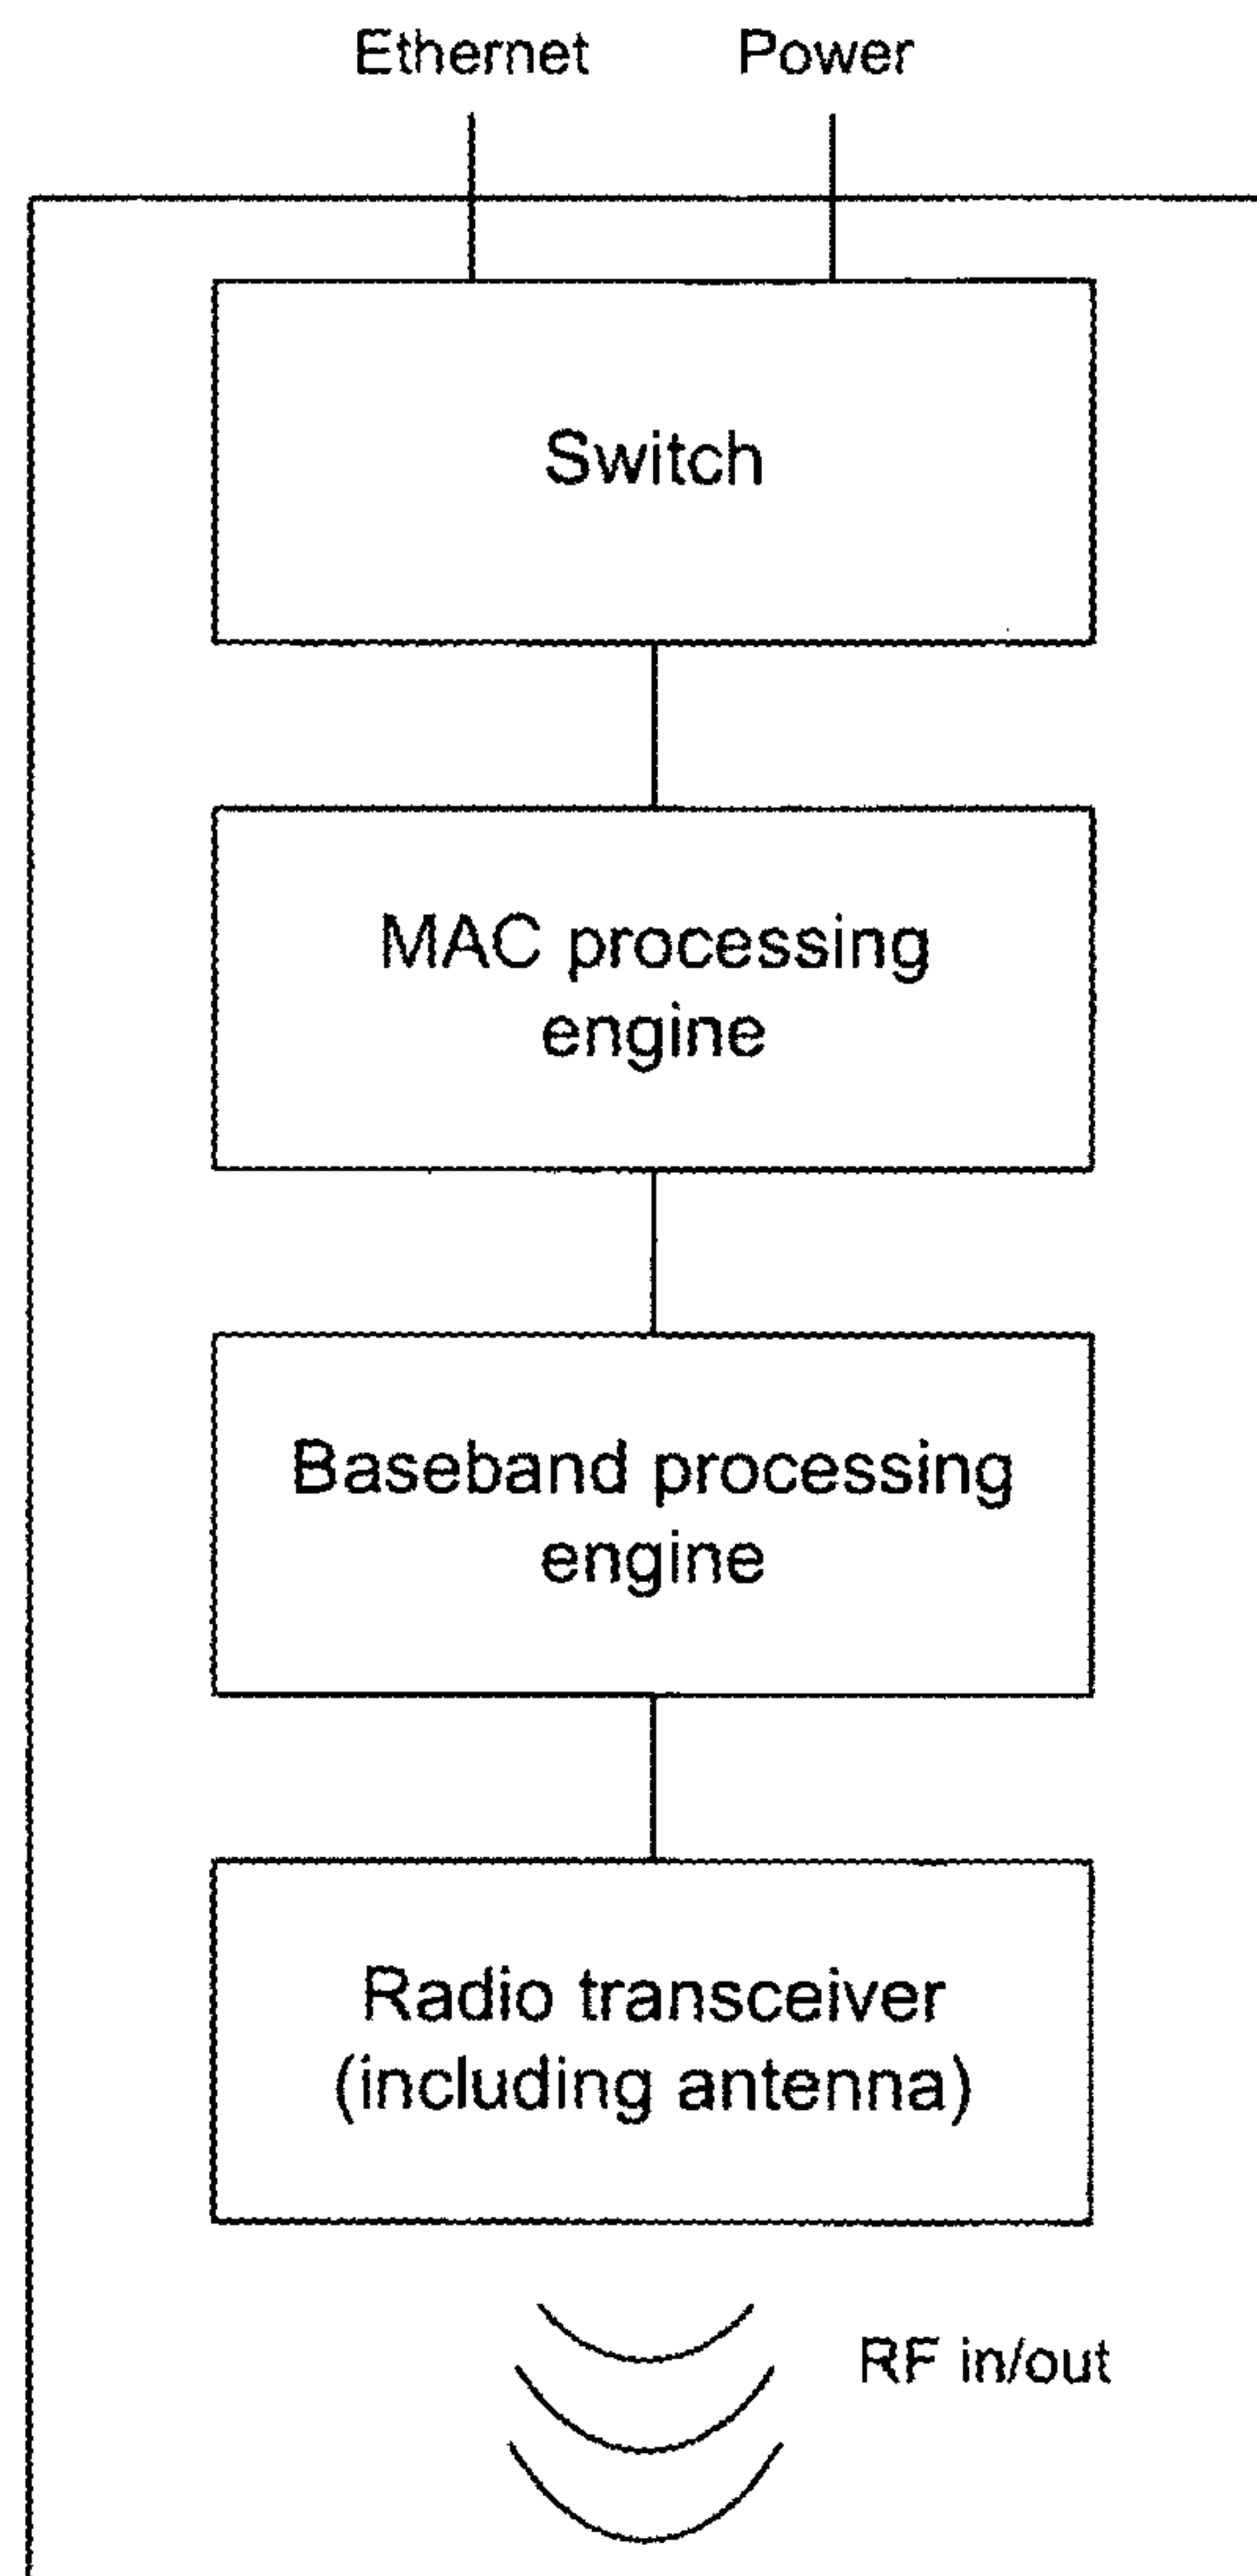 Ethernet Power
Switch
MAC processing
engine
Baseband processing
engine
Radio transceiver
(including antenna)
RF in/out